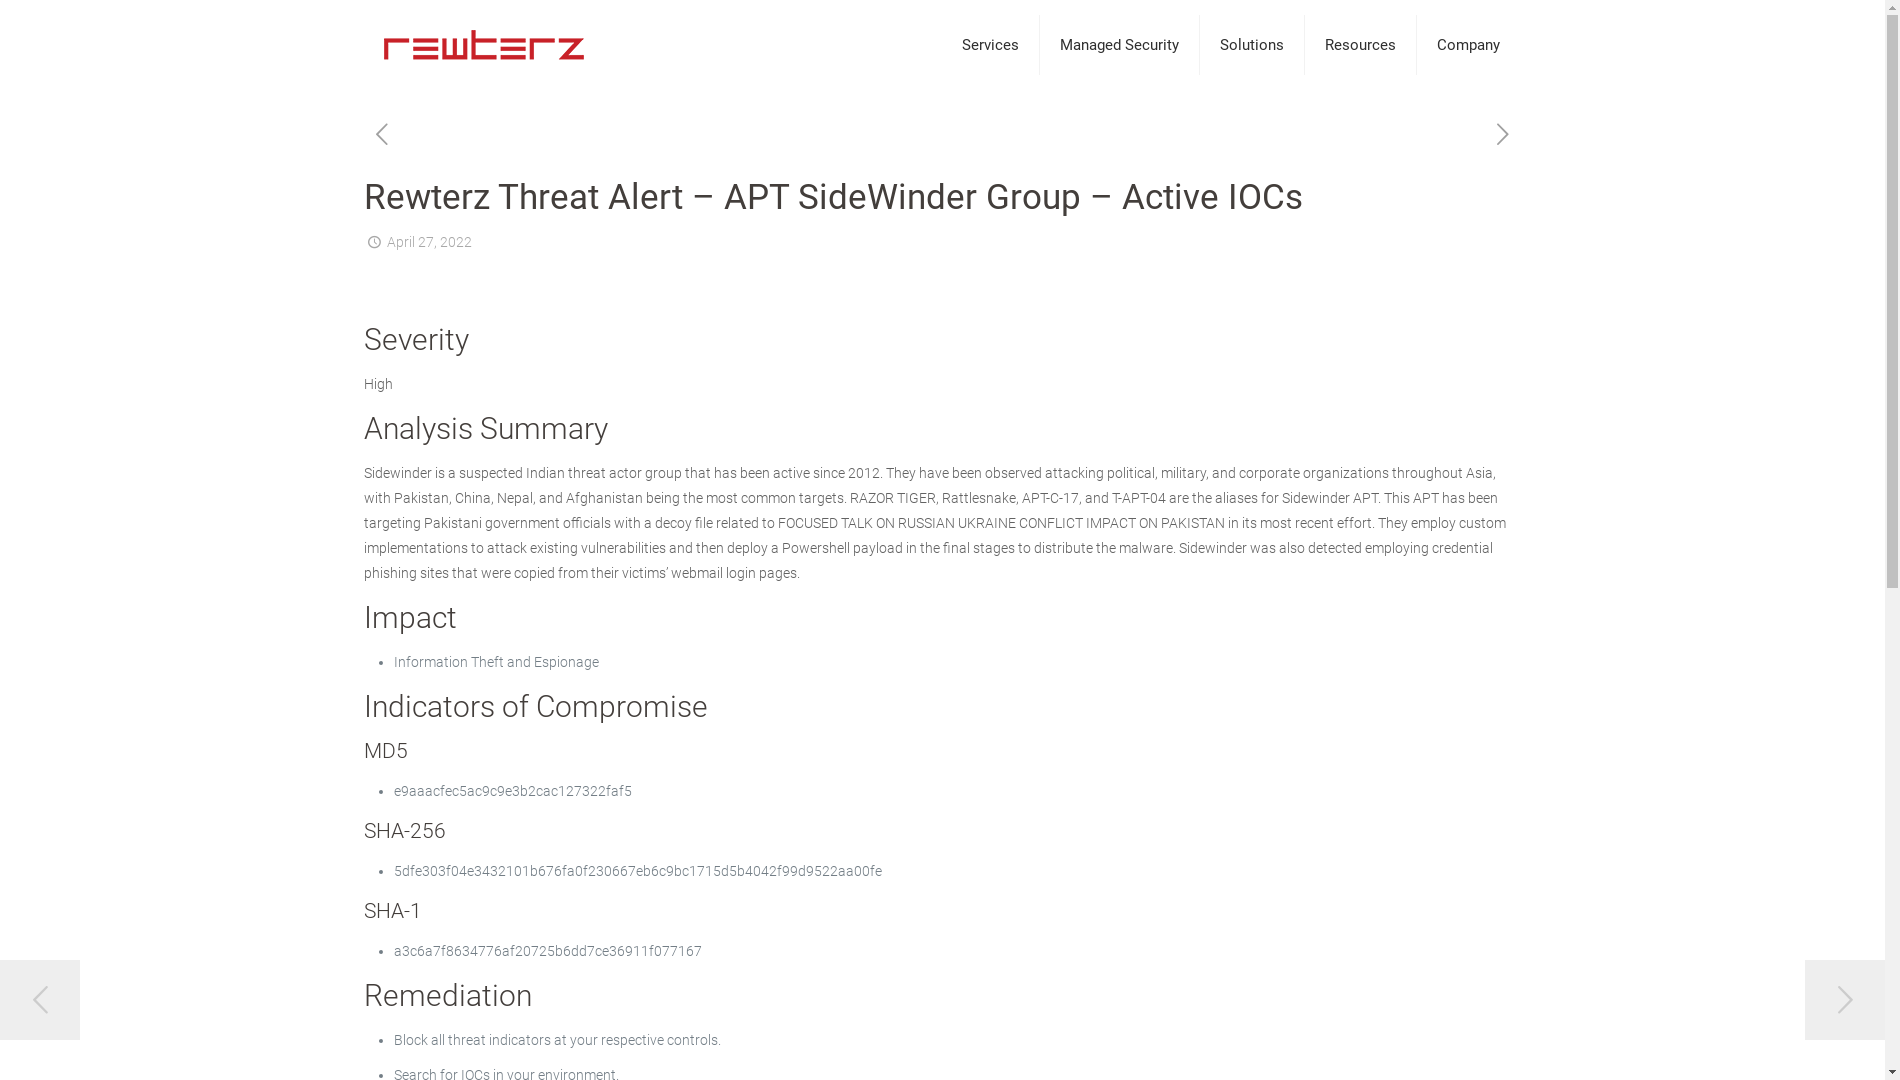 rewterz
Services
Managed Security
Solutions
Resources
Company
Rewterz Threat Alert – APT SideWinder Group – Active IOCs
April 27, 2022
Severity
High
Analysis Summary
Sidewinder is a suspected Indian threat actor group that has been active since 2012. They have been observed attacking political, military, and corporate organizations throughout Asia,
with Pakistan, China, Nepal, and Afghanistan being the most common targets. RAZOR TIGER, Rattlesnake, APT-C-17, and T-APT-04 are the aliases for Sidewinder APT. This APT has been
targeting Pakistani government officials with a decoy file related to FOCUSED TALK ON RUSSIAN UKRAINE CONFLICT IMPACT ON PAKISTAN in its most recent effort. They employ custom
implementations to attack existing vulnerabilities and then deploy a Powershell payload in the final stages to distribute the malware. Sidewinder was also detected employing credential
phishing sites that were copied from their victims’ webmail login pages.
Impact
• Information Theft and Espionage
Indicators of Compromise
MD5
• e9aaacfec5ac9c9e3b2cac127322faf5
SHA-256
• 5dfe303f04e3432101b676fa0f230667eb6c9bc1715d5b4042f99d9522aa00fe
SHA-1
• a3c6a7f8634776af20725b6dd7ce36911f077167
Remediation
• Block all threat indicators at your respective controls.
• Search for IOCs in your environment.